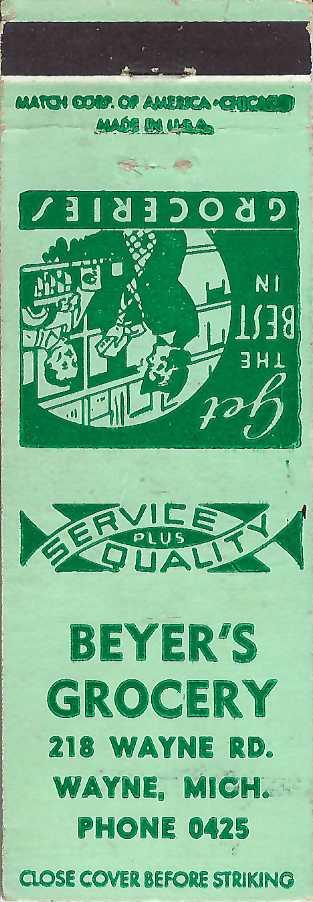 MATCH CORP. OF AMERICA-CHICAGO
MADE IN U.S.A.
Get
THE
BEST
IN
GROCERIES
SERVICE
PLUS
QUALITY
BEYER'S
GROCERY
218 WAYNE RD.
WAYNE, MICH.
PHONE 0425
CLOSE COVER BEFORE STRIKING